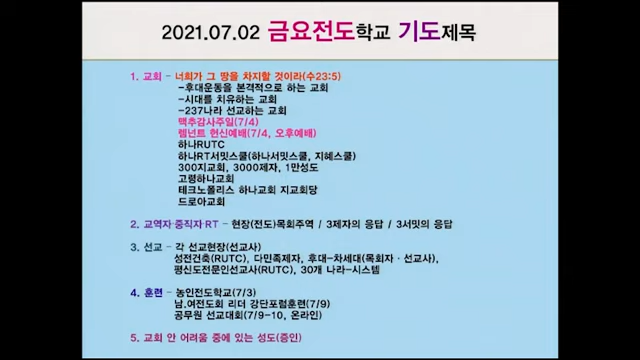 2021.07.02 금요전도학교 기도제목
1. 교회 - 너희가 그 땅을 차지할 것이라(수23:5)
-후대운동을 본격적으로 하는 교회
-시대를 치유하는 교회
-237나라 선교하는 교회
맥추감사주일(7/4)
렘넌트 헌신예배(7/4, 오후예배)
하나RUTC
하나RT서밋스쿨(하나서밋스쿨, 지혜스쿨)
300지교회, 3000제자, 1만성도
고령하나교회
테크노폴리스 하나교회 지교회당
드로아교회
2. 교역자·중직자·RT - 현장(전도)목회주역 / 3제자의 응답 / 3서밋의 응답
3. 선교 - 각 선교현장(선교사)
성전건축(RUTC), 다민족제자, 후대-차세대(목회자 · 선교사),
평신도전문인선교사(RUTC), 30개 나라-시스템
4. 훈련 - 농인전도학교(7/3)
남.여전도회 리더 강단포럼훈련(7/9)
공무원 선교대회(7/9-10, 온라인)
5. 교회 안 어려움 중에 있는 성도(증인)